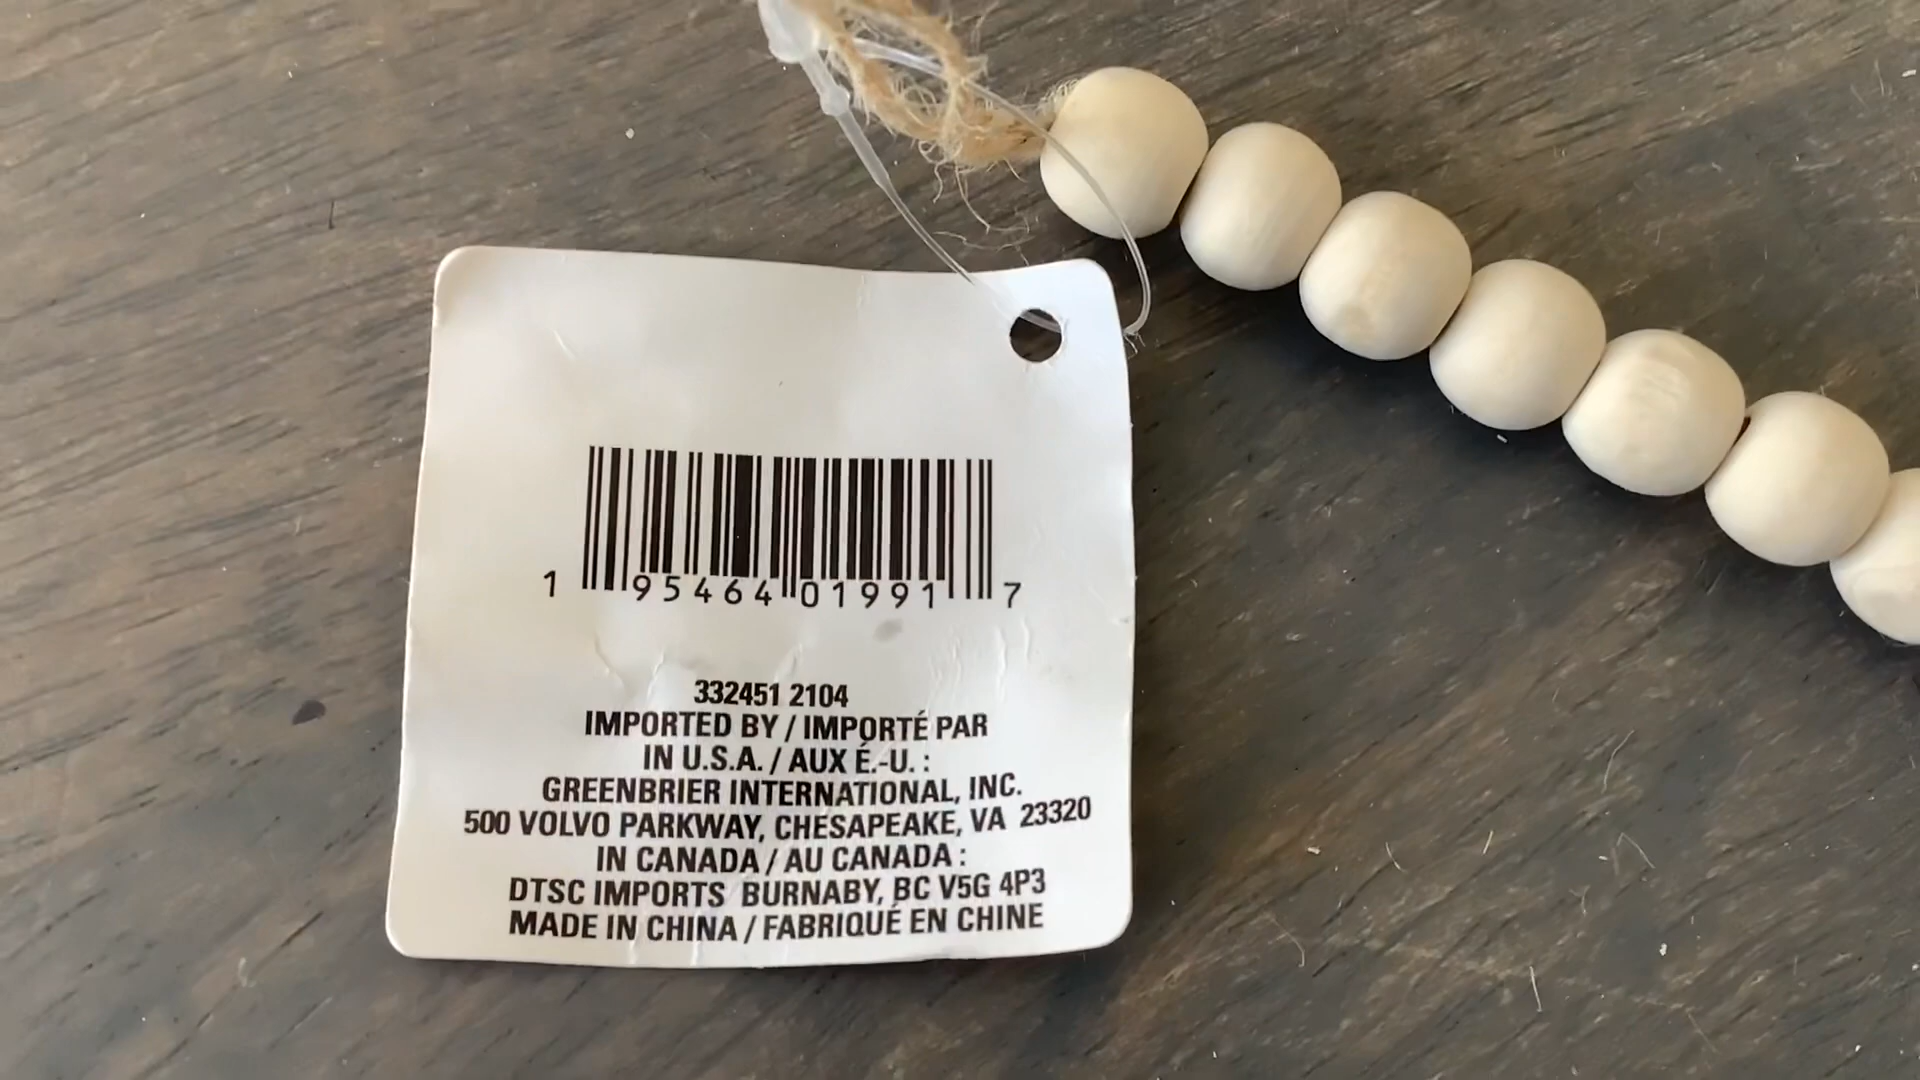 1 95464 01991 7
332451 2104
IMPORTED BY / IMPORTÉ PAR
IN U.S.A. / AUX É.-U. :
GREENBRIER INTERNATIONAL, INC.
500 VOLVO PARKWAY, CHESAPEAKE, VA 23320
IN CANADA / AU CANADA :
DTSC IMPORTS BURNABY, BC V5G 4P3
MADE IN CHINA / FABRIQUÉ EN CHINE